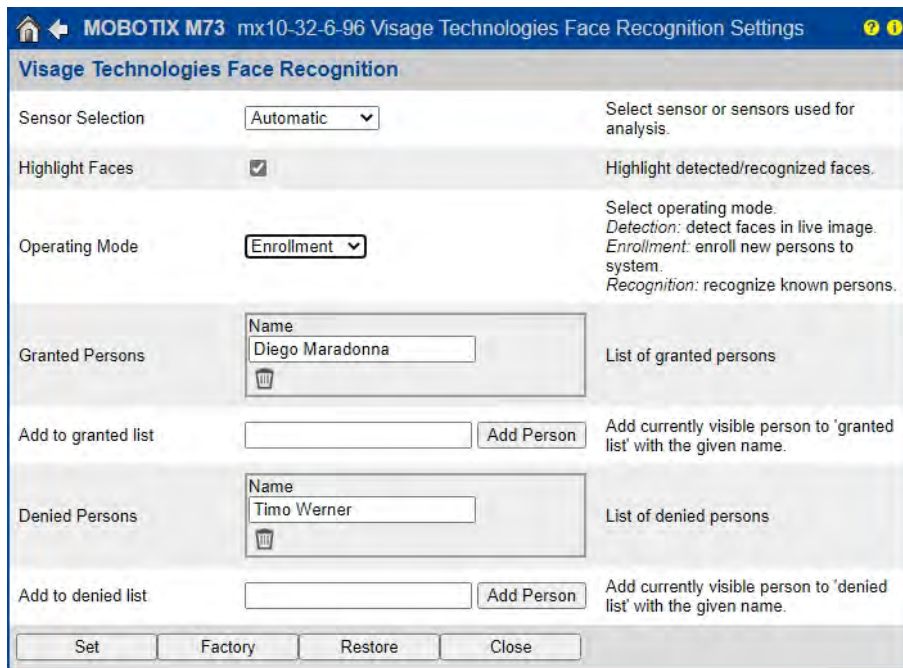 MOBOTIX M73 mx10-32-6-96 Visage Technologies Face Recognition Settings ? i
Visage Technologies Face Recognition
Sensor Selection
Automatic
Select sensor or sensors used for
analysis.
Highlight Faces
Highlight detected/recognized faces.
Operating Mode
Enrollment
Select operating mode.
Detection: detect faces in live image.
Enrollment: enroll new persons to
system.
Recognition: recognize known persons.
Granted Persons
Name
Diego Maradonna
List of granted persons
Add to granted list
Add Person
Add currently visible person to 'granted
list' with the given name.
Denied Persons
Name
Timo Werner
List of denied persons
Add to denied list
Add Person
Add currently visible person to 'denied
list' with the given name.
Set Factory Restore Close